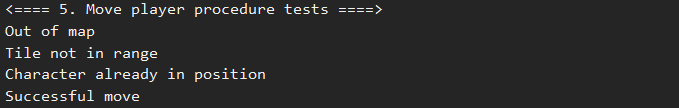 <==== 5. Move player procedure tests ====>
Out of map
Tile not in range
Character already in position
Successful move